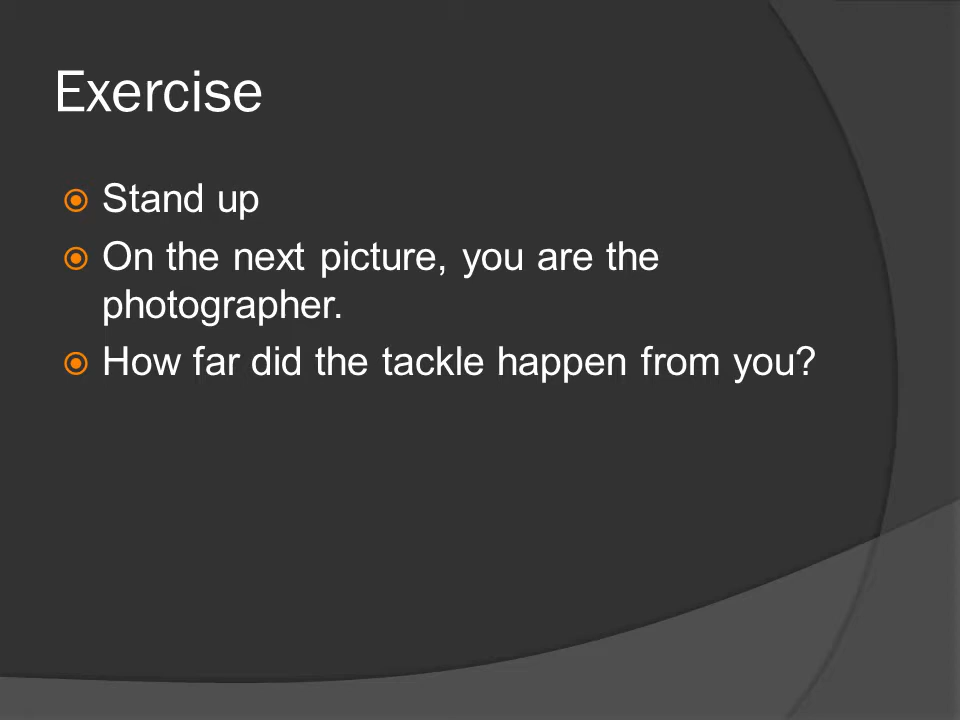 Exercise
Stand up
On the next picture, you are the
photographer.
How far did the tackle happen from you?